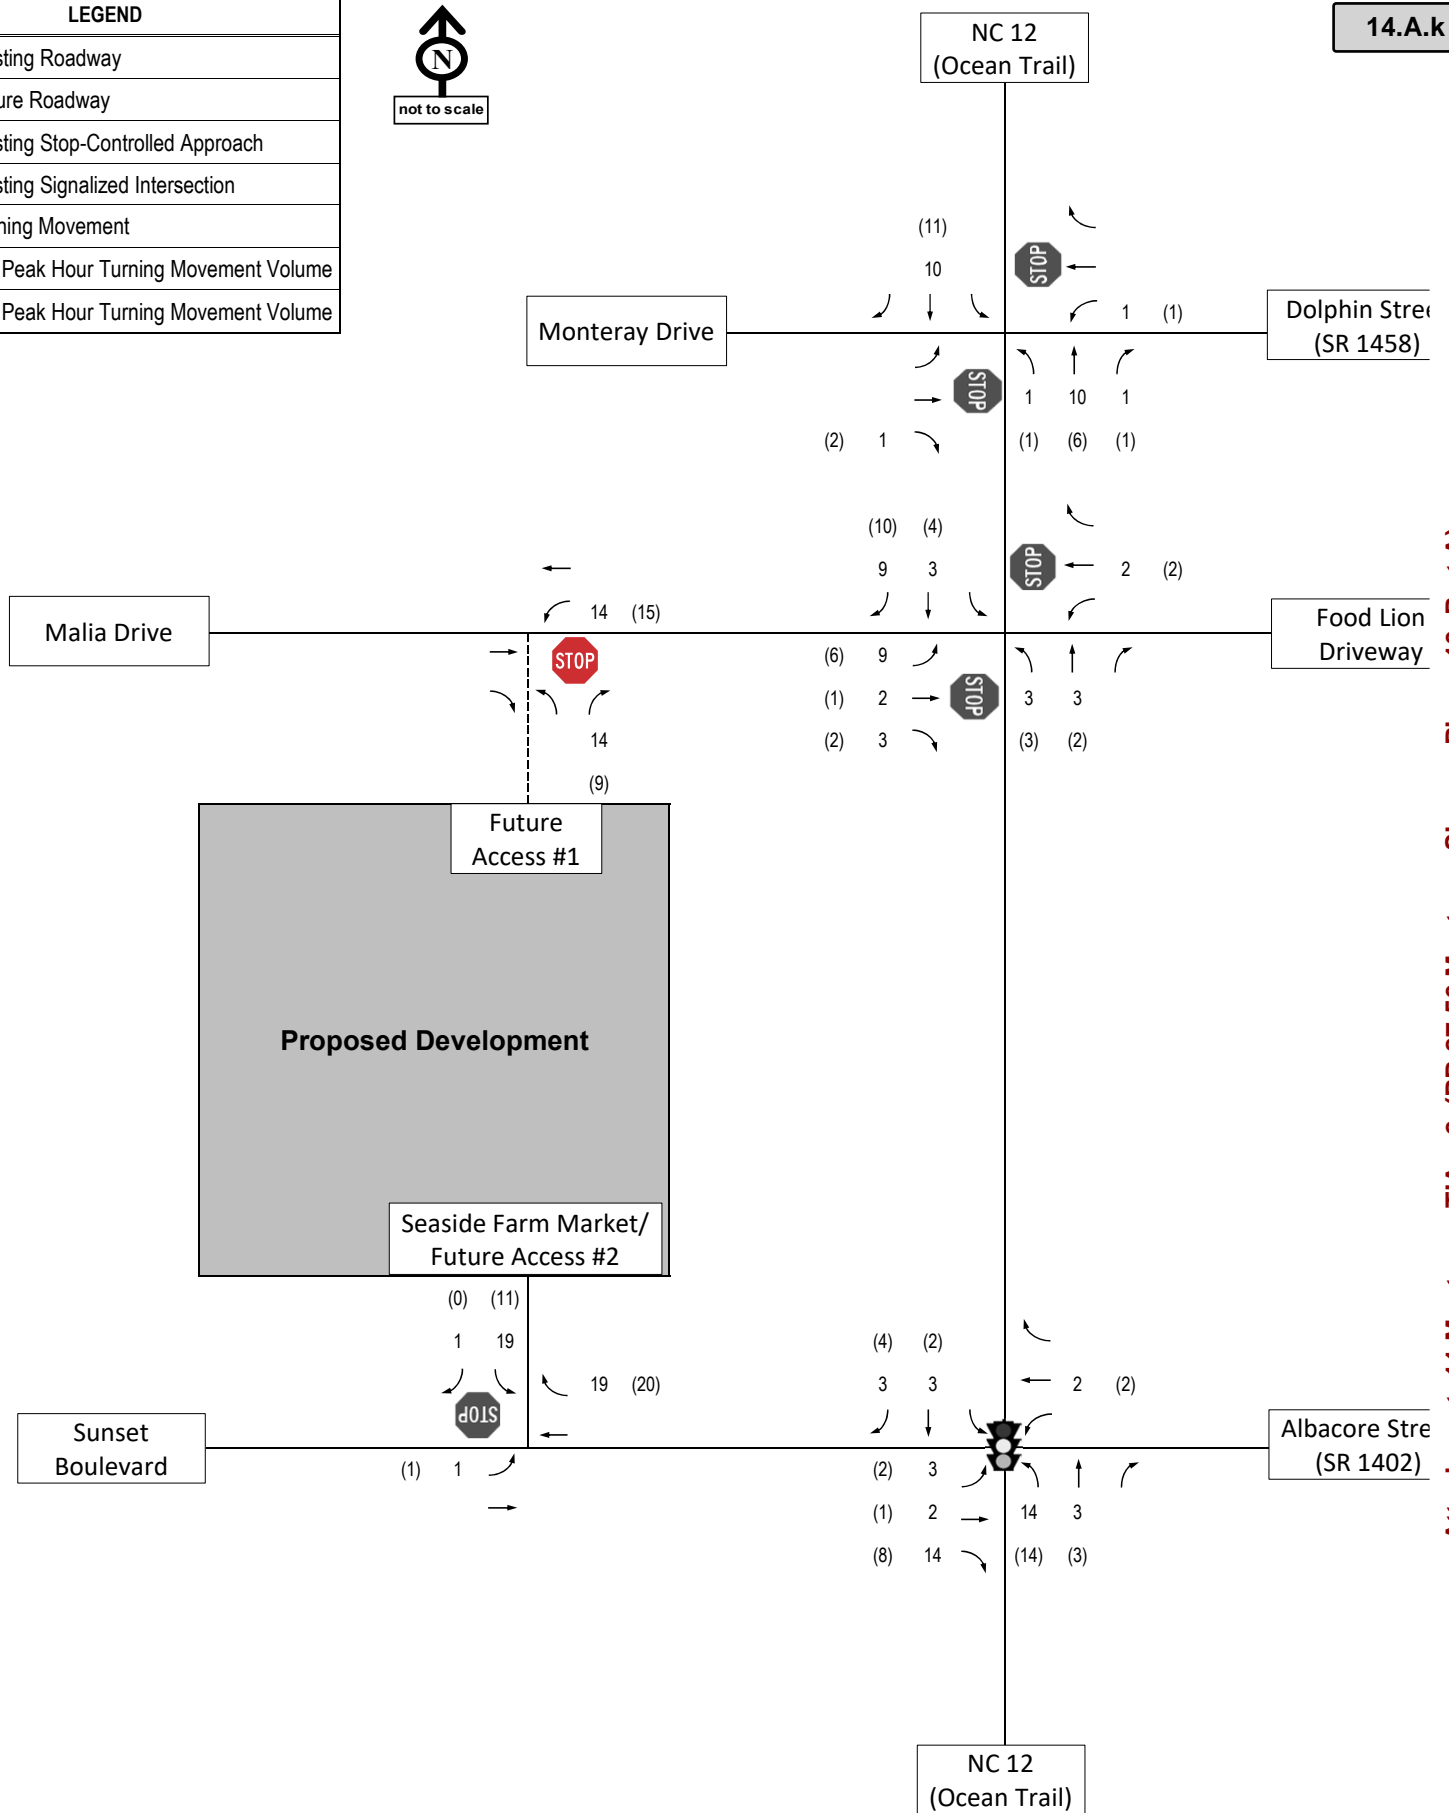 LEGEND
sting Roadway
ure Roadway
sting Stop-Controlled Approach
sting Signalized Intersection
ning Movement
Peak Hour Turning Movement Volume
Peak Hour Turning Movement Volume
N
not to scale
NC 12
(Ocean Trail)
14.A.k
(11)
10
STOP
Monteray Drive
1 (1)
Dolphin Stre
(SR 1458)
STOP
1 10 1
(2) 1
(1) (6) (1)
(10) (4)
9 3
STOP
2 (2)
Malia Drive
14 (15)
STOP
Food Lion
Driveway
(6) 9
(1) 2
STOP
3 3
(2) 3
(3) (2)
14
(9)
Future
Access #1
Proposed Development
Seaside Farm Market/
Future Access #2
(0) (11)
1 19
STOP
19 (20)
(4) (2)
3 3
2 (2)
Sunset
Boulevard
(1) 1
Albacore Stre
(SR 1402)
(2) 3
(1) 2
14 3
(8) 14
(14) (3)
NC 12
(Ocean Trail)